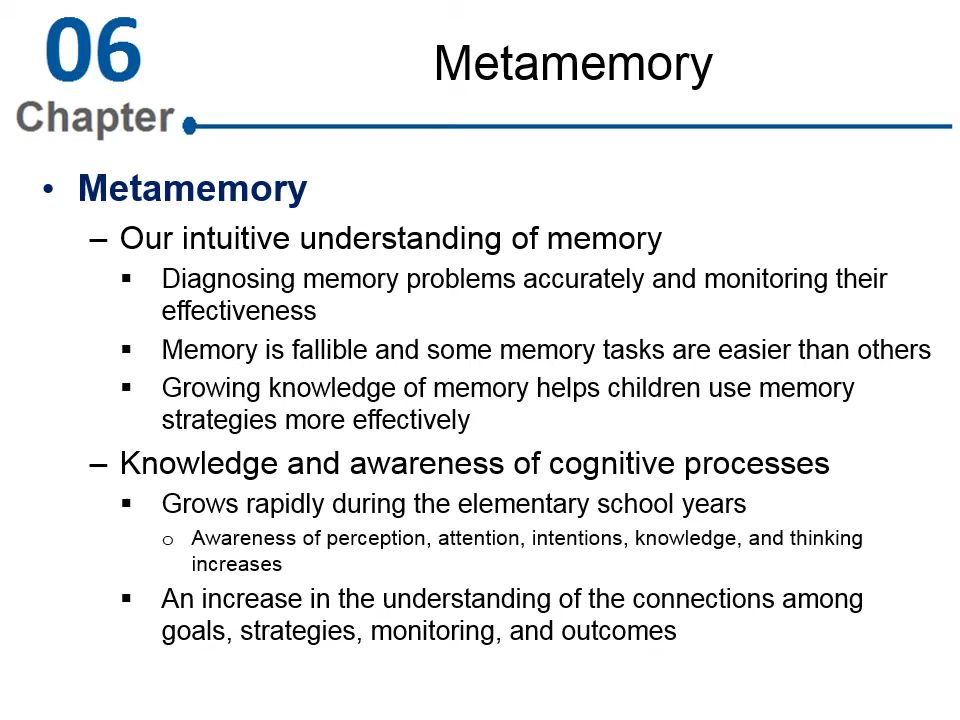 06
Chapter
Metamemory
• Metamemory
– Our intuitive understanding of memory
▪ Diagnosing memory problems accurately and monitoring their
effectiveness
▪ Memory is fallible and some memory tasks are easier than others
▪ Growing knowledge of memory helps children use memory
strategies more effectively
– Knowledge and awareness of cognitive processes
▪ Grows rapidly during the elementary school years
o Awareness of perception, attention, intentions, knowledge, and thinking
increases
▪ An increase in the understanding of the connections among
goals, strategies, monitoring, and outcomes